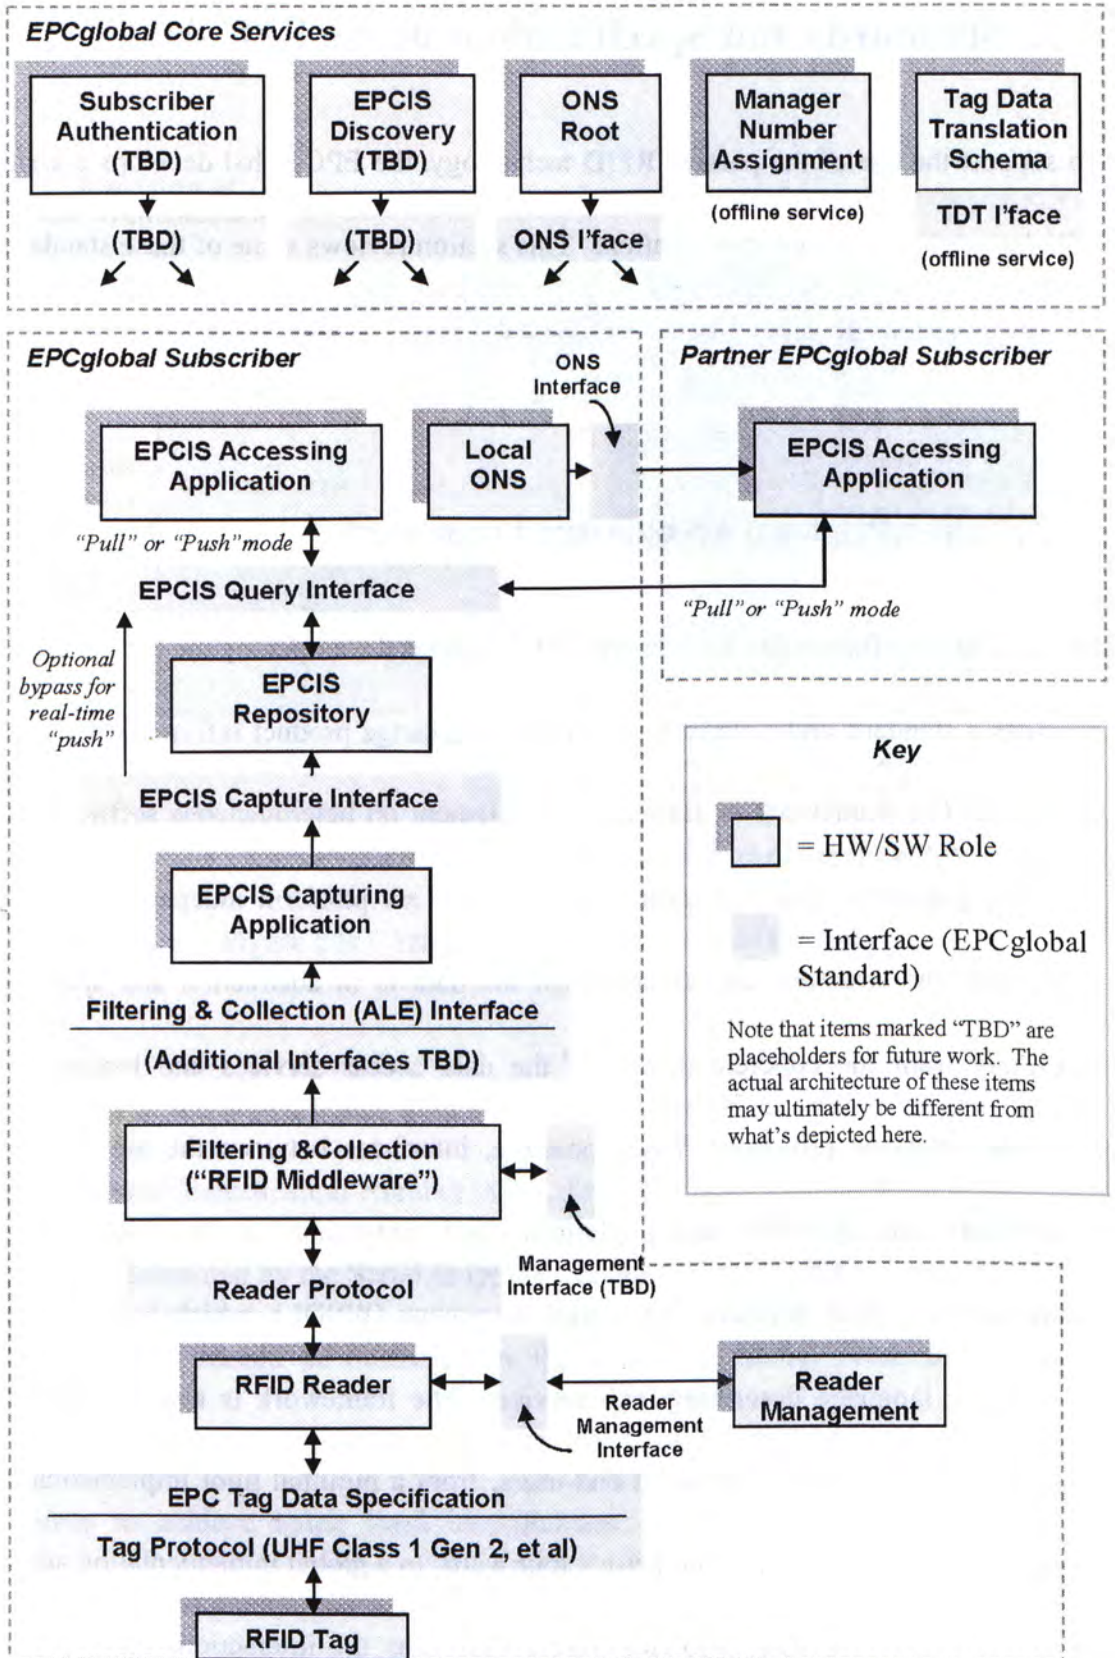 EPCglobal Core Services
Subscriber
Authentication
(TBD)
(TBD)
EPCIS
Discovery
(TBD)
(TBD)
ONS
Root
ONS I'face
Manager
Number
Assignment
(offline service)
Tag Data
Translation
Schema
TDT I'face
(offline service)
EPCglobal Subscriber
Partner EPCglobal Subscriber
ONS
Interface
EPCIS Accessing
Application
Local
ONS
EPCIS Accessing
Application
“Pull” or “Push”mode
EPCIS Query Interface
“Pull”or “Push” mode
Optional
bypass for
real-time
“push”
EPCIS
Repository
EPCIS Capture Interface
EPCIS Capturing
Application
Filtering & Collection (ALE) Interface
(Additional Interfaces TBD)
Filtering &Collection
(“RFID Middleware”)
Management
Interface (TBD)
Reader Protocol
RFID Reader
Reader
Management
Interface
Reader
Management
EPC Tag Data Specification
Tag Protocol (UHF Class 1 Gen 2, et al)
RFID Tag
Key
= HW/SW Role
= Interface (EPCglobal
Standard)
Note that items marked “TBD” are
placeholders for future work. The
actual architecture of these items
may ultimately be different from
what’s depicted here.